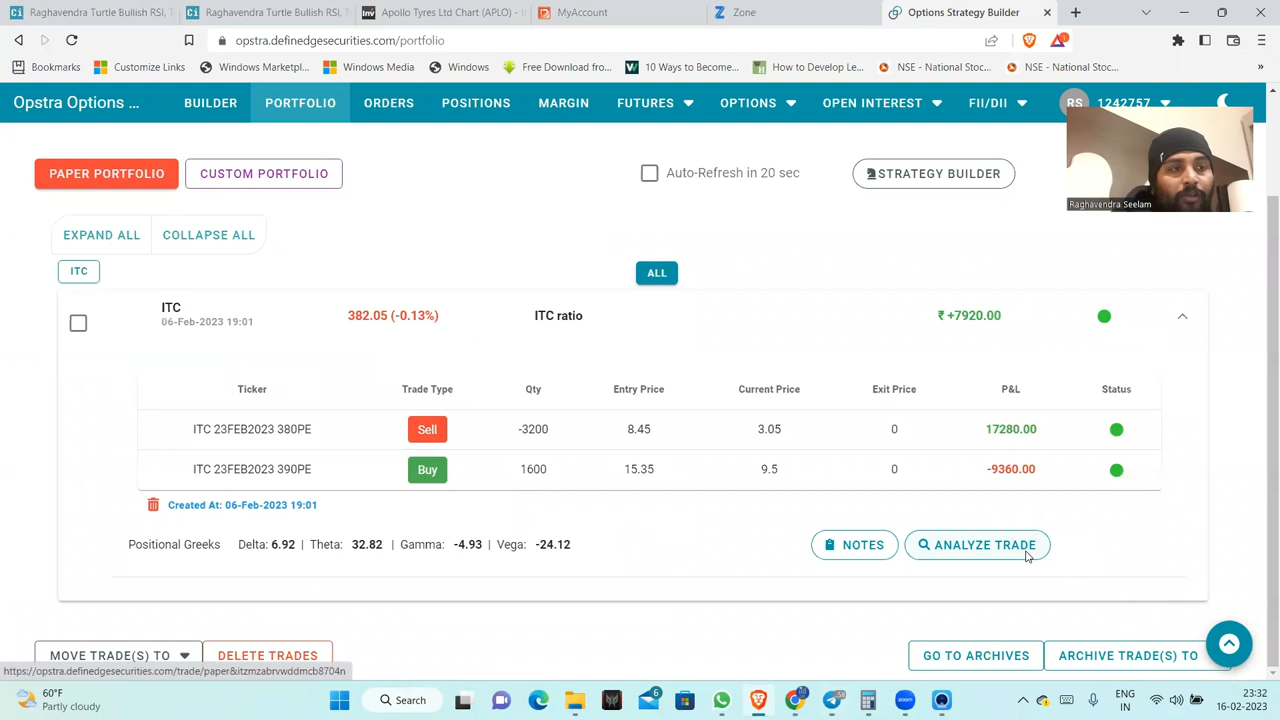 Raghavendra Turtle Bullish RSI,
Raghavendra Turtle Bullish RSI,
Apollo Tyres Ltd Chart (APLO) -
MyAccount
Zone
Options Strategy Builder
opstra.definedgesecurities.com/portfolio
Bookmarks
Customize Links
Windows Marketpl...
Windows Media
Windows
Free Download fro...
10 Ways to Become...
How to Develop Le...
NSE - National Stoc...
NSE - National Stoc...
»
Opstra Options ...
BUILDER
PORTFOLIO
ORDERS
POSITIONS
MARGIN
FUTURES
OPTIONS
OPEN INTEREST
FII/DII
RS
1242757
PAPER PORTFOLIO
CUSTOM PORTFOLIO
Auto-Refresh in 20 sec
STRATEGY BUILDER
Raghavendra Seelam
EXPAND ALL
COLLAPSE ALL
ITC
ALL
ITC
06-Feb-2023 19:01
382.05 (-0.13%)
ITC ratio
₹ +7920.00
Ticker Trade Type Qty Entry Price Current Price Exit Price P&L Status
ITC 23FEB2023 380PE Sell -3200 8.45 3.05 0 17280.00
ITC 23FEB2023 390PE Buy 1600 15.35 9.5 0 -9360.00
Created At: 06-Feb-2023 19:01
Positional Greeks Delta: 6.92 | Theta: 32.82 | Gamma: -4.93 | Vega: -24.12
NOTES
ANALYZE TRADE
MOVE TRADE(S) TO
DELETE TRADES
GO TO ARCHIVES
ARCHIVE TRADE(S) TO
https://opstra.definedgesecurities.com/trade/paper&itzmzabrvwddmcb8704n
60°F
Partly cloudy
Search
6
58
ENG
IN
23:32
16-02-2023